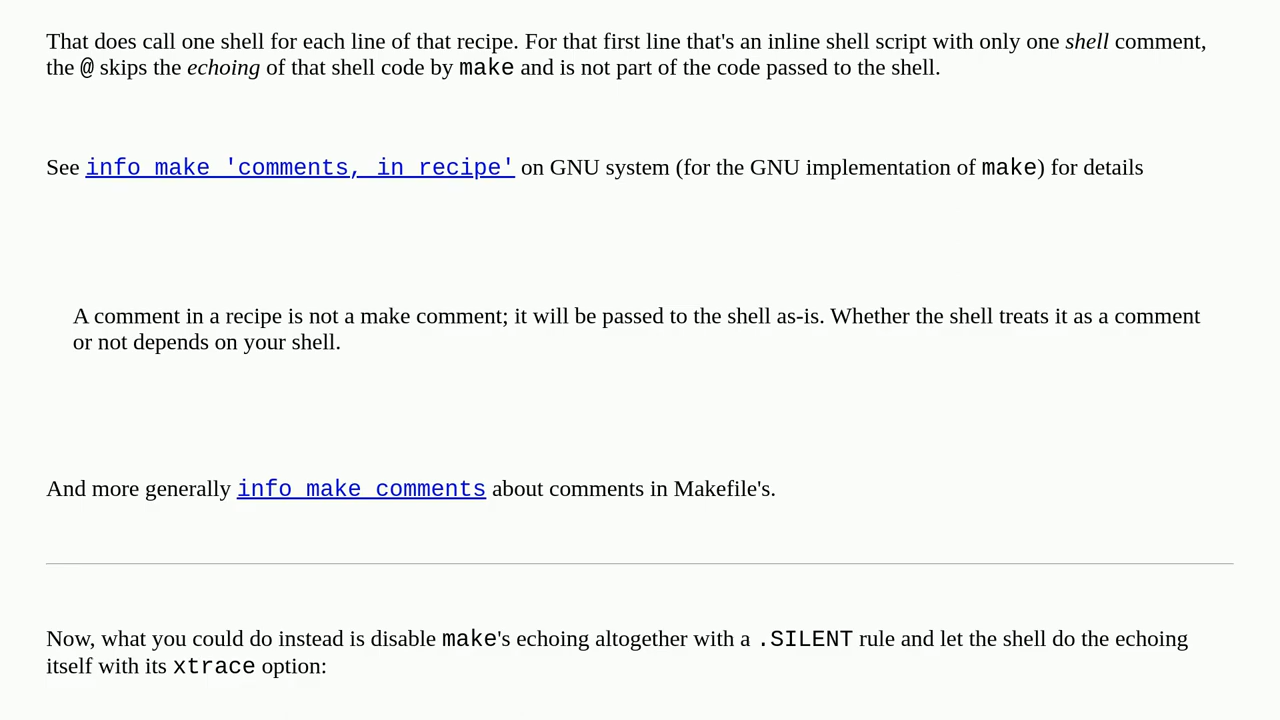 That does call one shell for each line of that recipe. For that first line that's an inline shell script with only one shell comment,
the @ skips the echoing of that shell code by make and is not part of the code passed to the shell.
See info make 'comments, in recipe' on GNU system (for the GNU implementation of make) for details
A comment in a recipe is not a make comment; it will be passed to the shell as-is. Whether the shell treats it as a comment
or not depends on your shell.
And more generally info make comments about comments in Makefile's.
Now, what you could do instead is disable make's echoing altogether with a .SILENT rule and let the shell do the echoing
itself with its xtrace option: